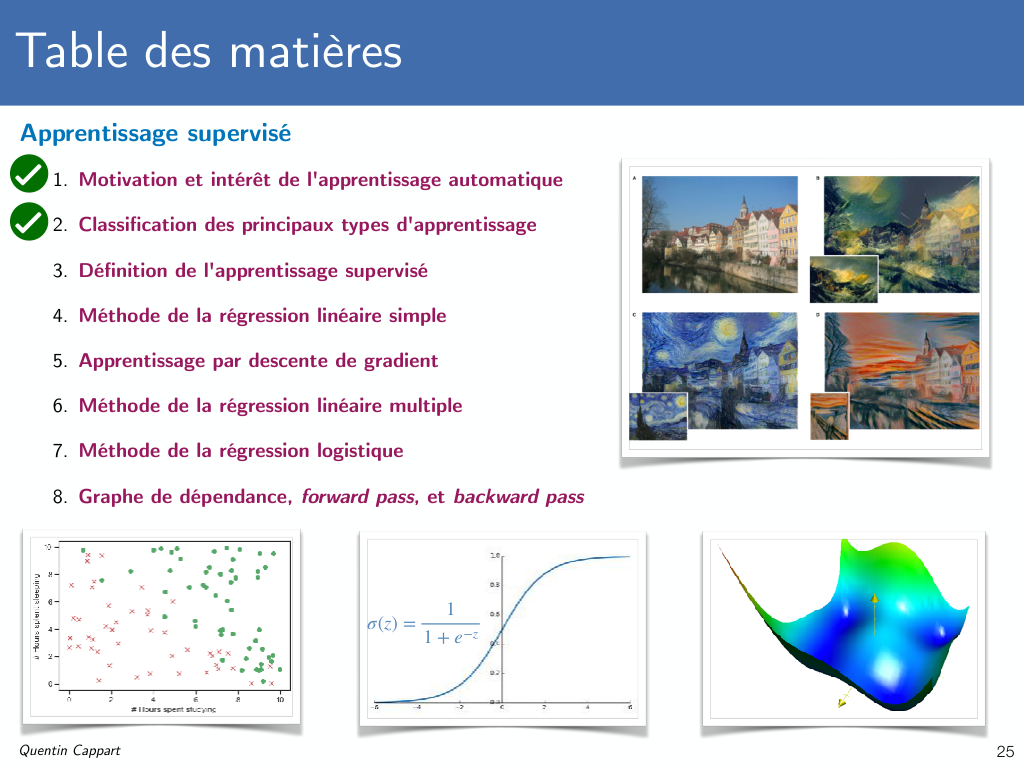 Table des matières
Apprentissage supervisé
1. Motivation et intérêt de l'apprentissage automatique
2. Classification des principaux types d'apprentissage
3. Définition de l'apprentissage supervisé
4. Méthode de la régression linéaire simple
5. Apprentissage par descente de gradient
6. Méthode de la régression linéaire multiple
7. Méthode de la régression logistique
8. Graphe de dépendance, forward pass, et backward pass
A
B
C
D
10
8
6
4
2
0
# Hours spent sleeping
0 2 4 6 8 10
# Hours spent studying
σ(z) = 1 / (1 + e^−z)
1.0
0.8
0.6
0.4
0.2
0.0
−6 −4 −2 0 2 4 6
Quentin Cappart
25